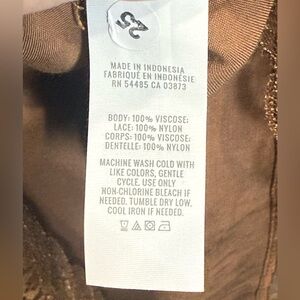 MADE IN INDONESIA
FABRIQUÉ EN INDONÉSIE
RN 54485 CA 03873
BODY: 100% VISCOSE;
LACE: 100% NYLON
CORPS: 100% VISCOSE;
DENTELLE: 100% NYLON
MACHINE WASH COLD WITH
LIKE COLORS, GENTLE
CYCLE. USE ONLY
NON-CHLORINE BLEACH IF
NEEDED. TUMBLE DRY LOW.
COOL IRON IF NEEDED.